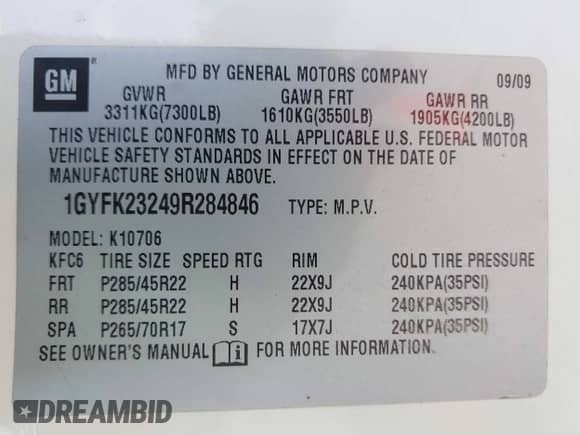 GM ®
MFD BY GENERAL MOTORS COMPANY 09/09
GVWR GAWR FRT GAWR RR
3311KG(7300LB) 1610KG(3550LB) 1905KG(4200LB)
THIS VEHICLE CONFORMS TO ALL APPLICABLE U.S. FEDERAL MOTOR
VEHICLE SAFETY STANDARDS IN EFFECT ON THE DATE OF
MANUFACTURE SHOWN ABOVE.
1GYFK23249R284846 TYPE: M.P.V.
MODEL: K10706
KFC6 TIRE SIZE SPEED RTG RIM COLD TIRE PRESSURE
FRT P285/45R22 H 22X9J 240KPA(35PSI)
RR P285/45R22 H 22X9J 240KPA(35PSI)
SPA P265/70R17 S 17X7J 240KPA(35PSI)
SEE OWNER'S MANUAL i FOR MORE INFORMATION.
DREAMBID